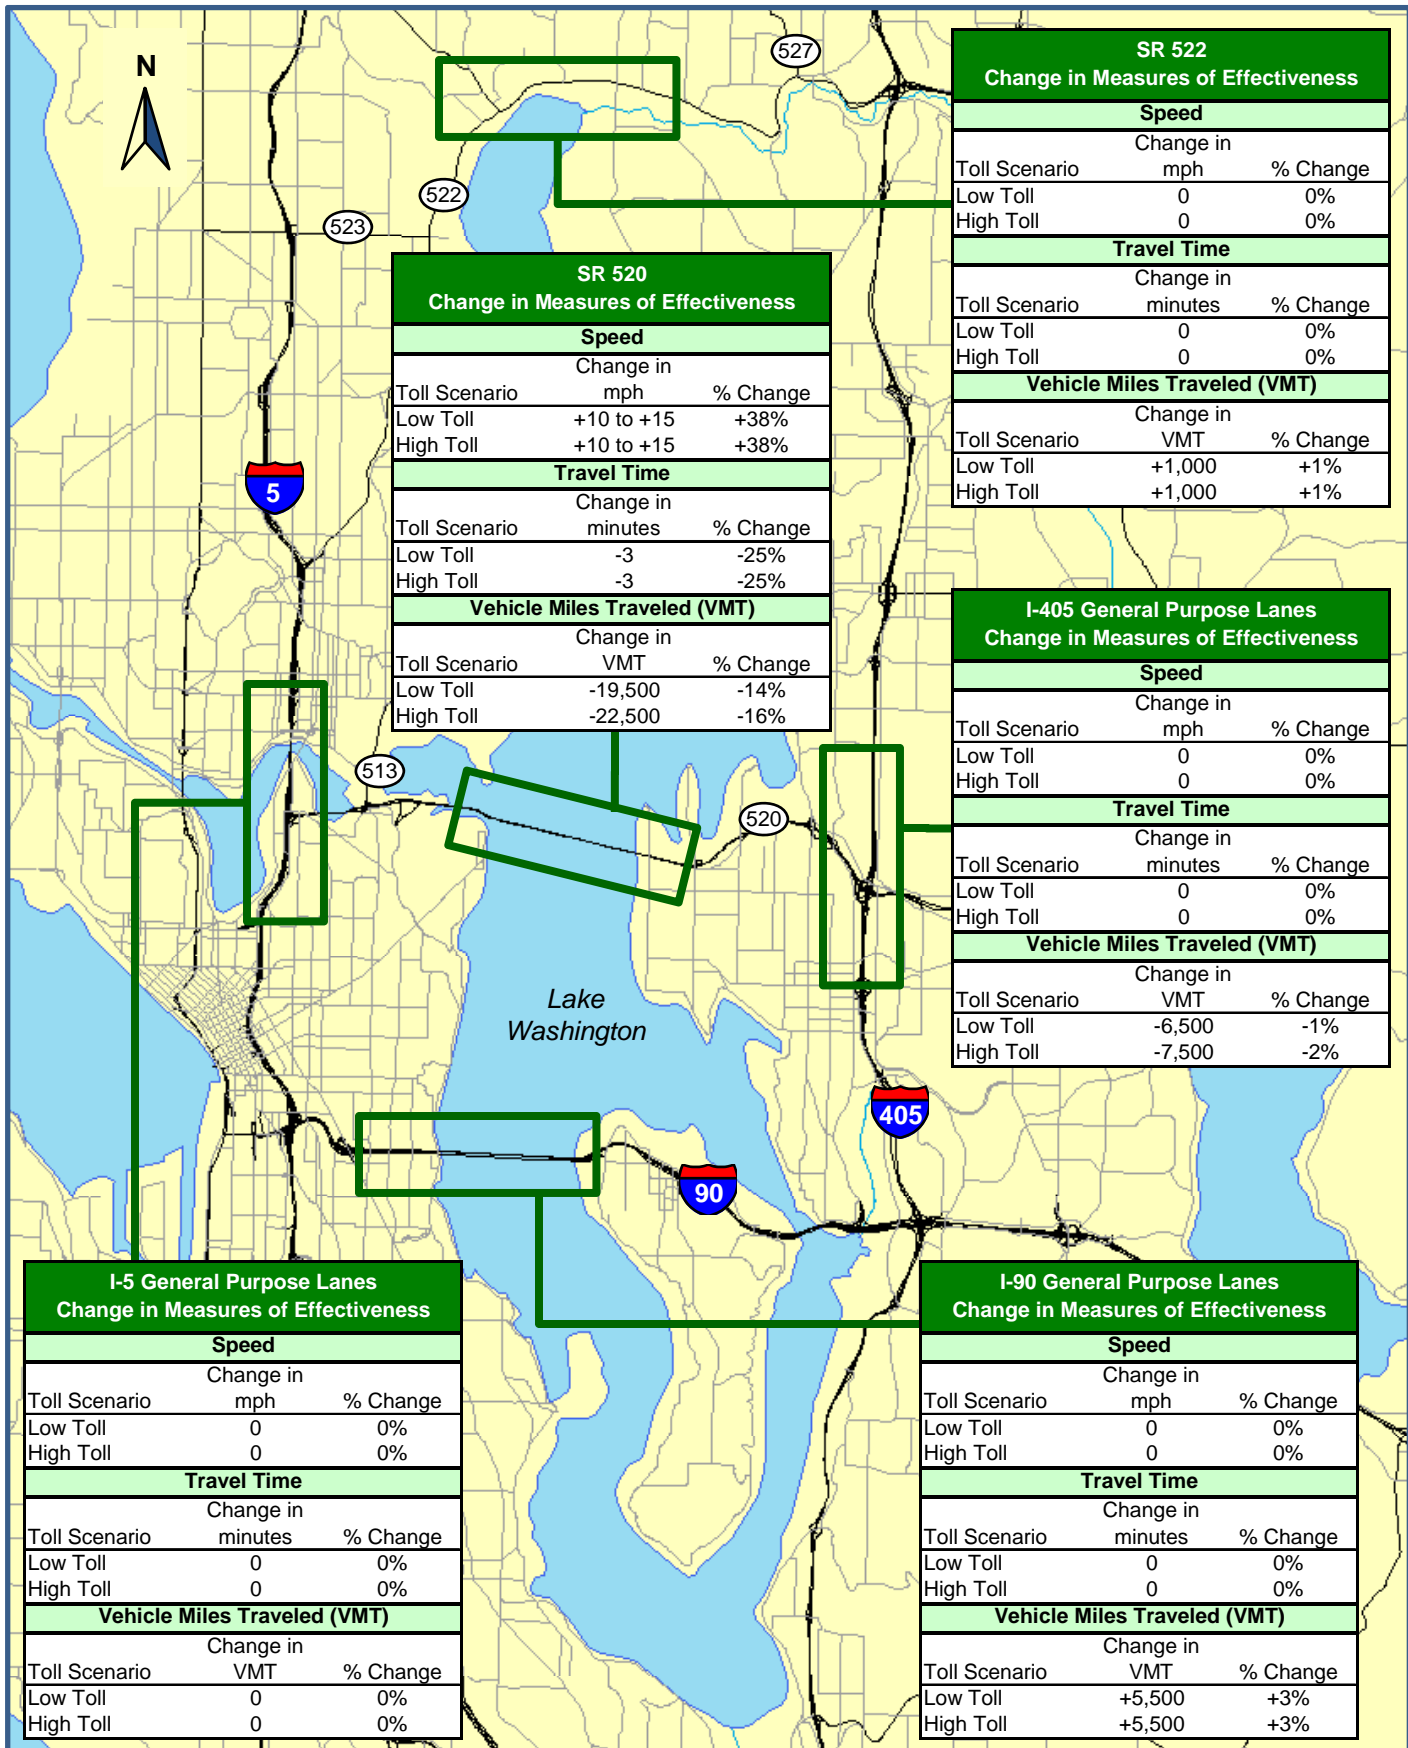 N
527
522
523
5
513
520
Lake
Washington
405
90
SR 522
Change in Measures of Effectiveness
Speed
Change in
Toll Scenario mph % Change
Low Toll 0 0%
High Toll 0 0%
Travel Time
Change in
Toll Scenario minutes % Change
Low Toll 0 0%
High Toll 0 0%
Vehicle Miles Traveled (VMT)
Change in
Toll Scenario VMT % Change
Low Toll +1,000 +1%
High Toll +1,000 +1%
SR 520
Change in Measures of Effectiveness
Speed
Change in
Toll Scenario mph % Change
Low Toll +10 to +15 +38%
High Toll +10 to +15 +38%
Travel Time
Change in
Toll Scenario minutes % Change
Low Toll -3 -25%
High Toll -3 -25%
Vehicle Miles Traveled (VMT)
Change in
Toll Scenario VMT % Change
Low Toll -19,500 -14%
High Toll -22,500 -16%
I-405 General Purpose Lanes
Change in Measures of Effectiveness
Speed
Change in
Toll Scenario mph % Change
Low Toll 0 0%
High Toll 0 0%
Travel Time
Change in
Toll Scenario minutes % Change
Low Toll 0 0%
High Toll 0 0%
Vehicle Miles Traveled (VMT)
Change in
Toll Scenario VMT % Change
Low Toll -6,500 -1%
High Toll -7,500 -2%
I-5 General Purpose Lanes
Change in Measures of Effectiveness
Speed
Change in
Toll Scenario mph % Change
Low Toll 0 0%
High Toll 0 0%
Travel Time
Change in
Toll Scenario minutes % Change
Low Toll 0 0%
High Toll 0 0%
Vehicle Miles Traveled (VMT)
Change in
Toll Scenario VMT % Change
Low Toll 0 0%
High Toll 0 0%
I-90 General Purpose Lanes
Change in Measures of Effectiveness
Speed
Change in
Toll Scenario mph % Change
Low Toll 0 0%
High Toll 0 0%
Travel Time
Change in
Toll Scenario minutes % Change
Low Toll 0 0%
High Toll 0 0%
Vehicle Miles Traveled (VMT)
Change in
Toll Scenario VMT % Change
Low Toll +5,500 +3%
High Toll +5,500 +3%